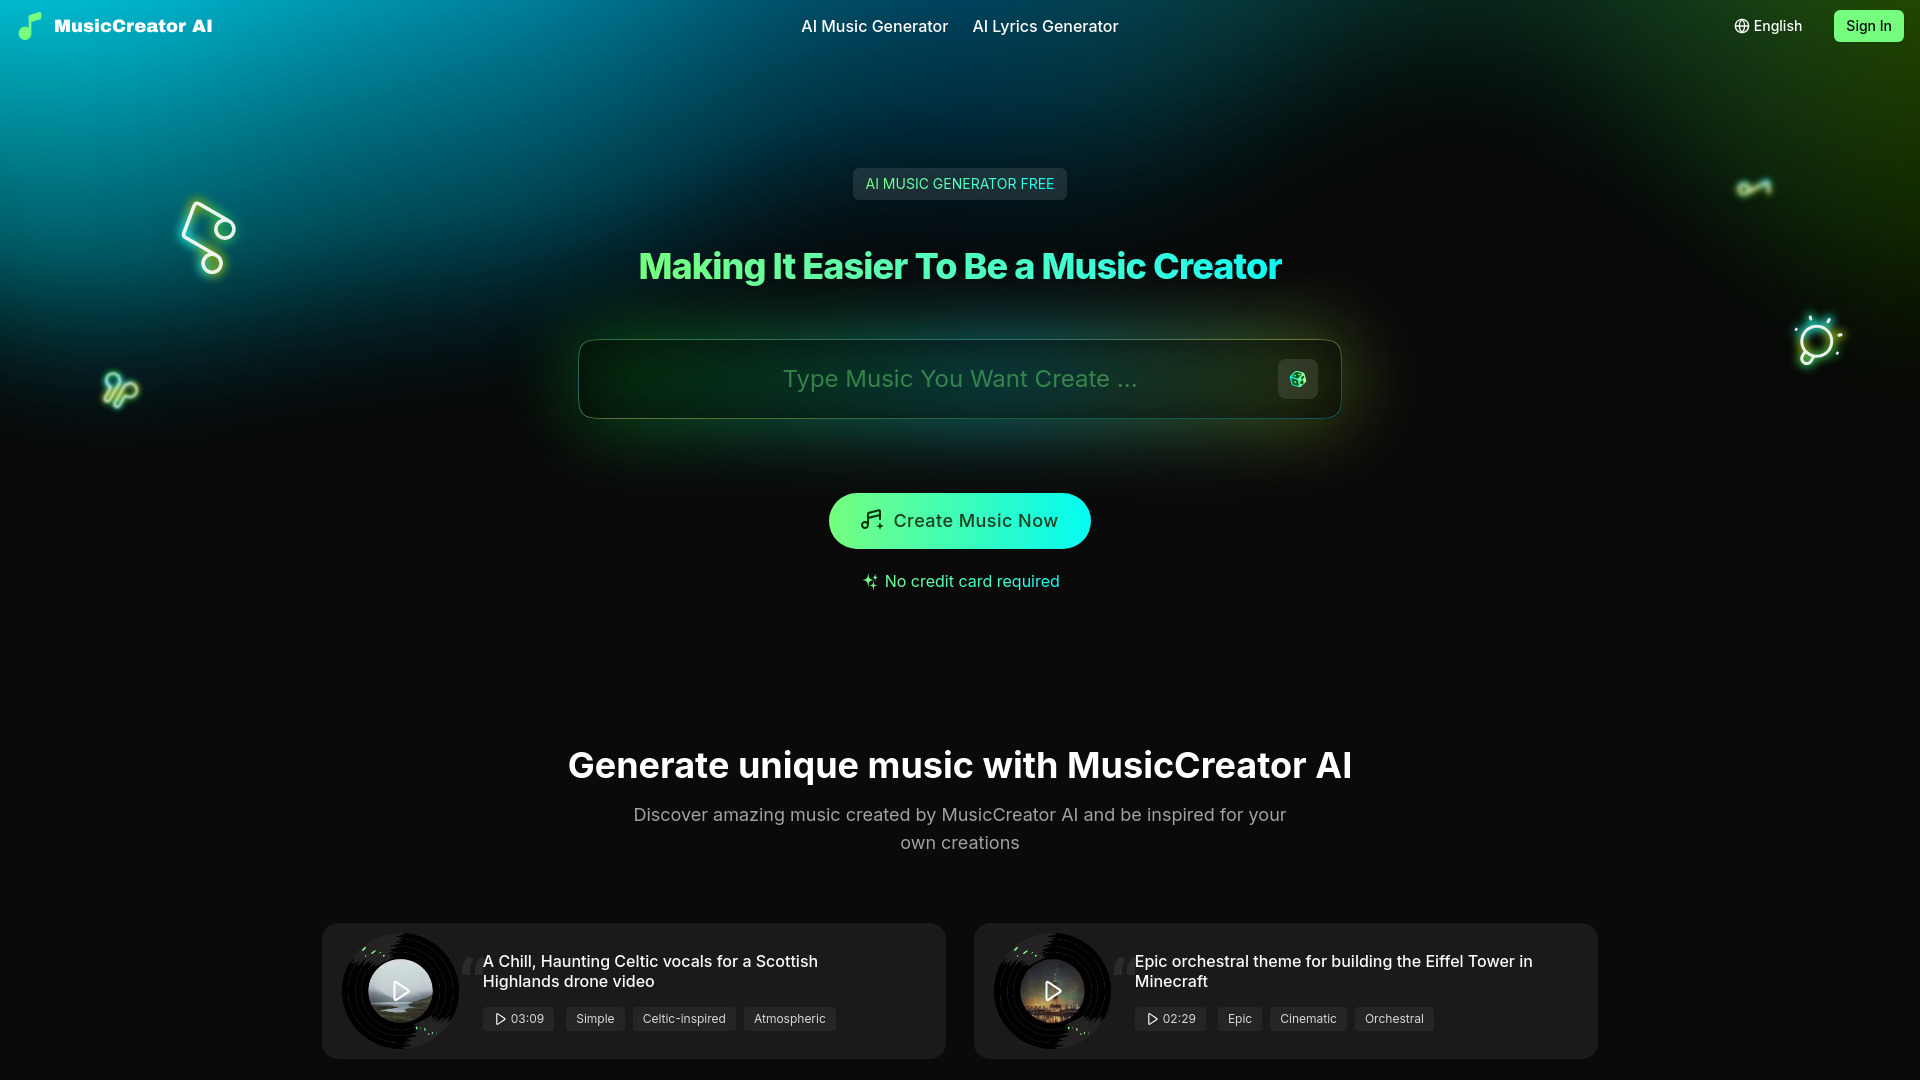 MusicCreator AI
AI Music Generator
AI Lyrics Generator
English
Sign In
AI MUSIC GENERATOR FREE
Making It Easier To Be a Music Creator
Type Music You Want Create ...
Create Music Now
No credit card required
Generate unique music with MusicCreator AI
Discover amazing music created by MusicCreator AI and be inspired for your
own creations
A Chill, Haunting Celtic vocals for a Scottish
Highlands drone video
03:09
Simple
Celtic-inspired
Atmospheric
Epic orchestral theme for building the Eiffel Tower in
Minecraft
02:29
Epic
Cinematic
Orchestral